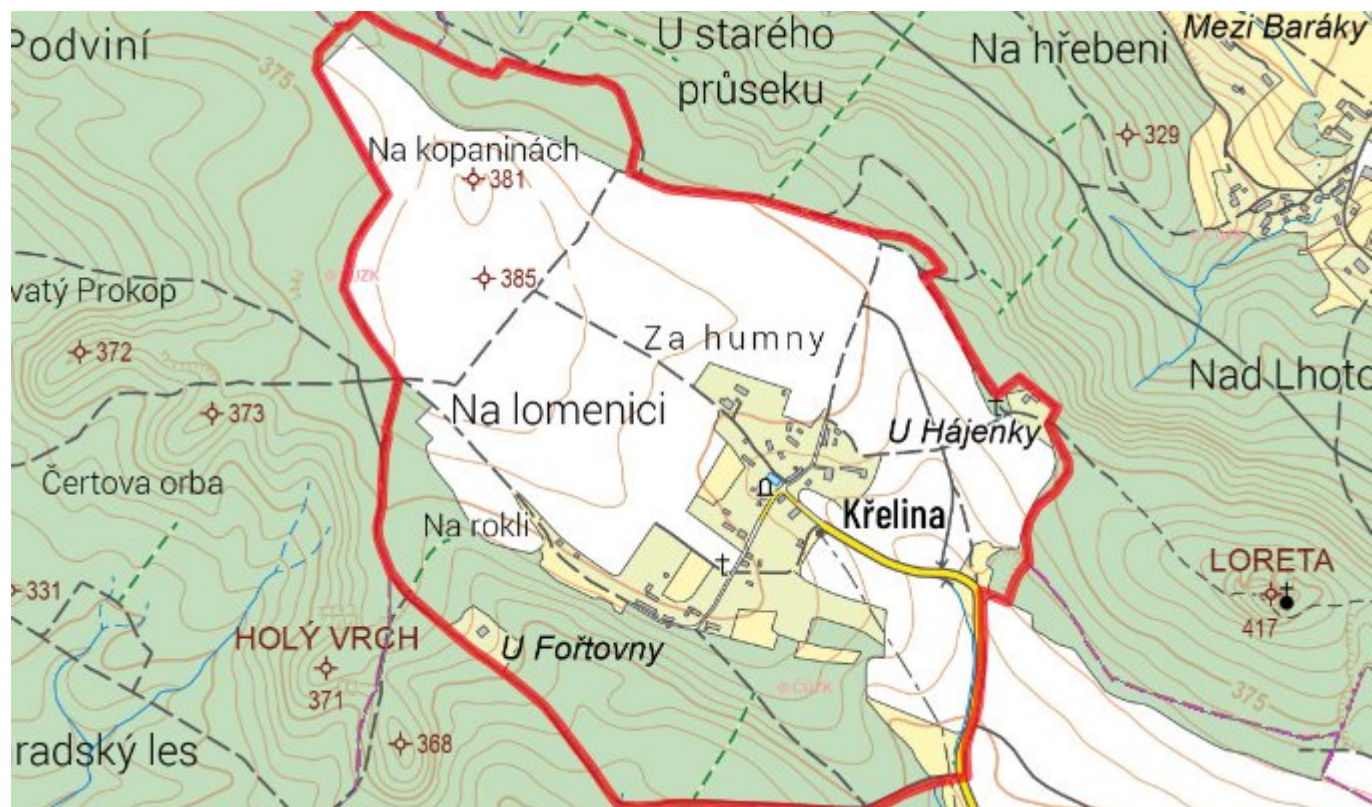 Podviní
U starého
průseku
Na hřebeni
Mezi Baráky
375
Na kopaninách
381
329
© ČÚZK
385
vatý Prokop
372
Za humny
Nad Lhoto
373
Na lomenici
U Hájenky
Čertova orba
Na rokli
Křelina
LORETA
417
331
HOLÝ VRCH
371
U Fořtovny
© ČÚZK
375
368
radský les